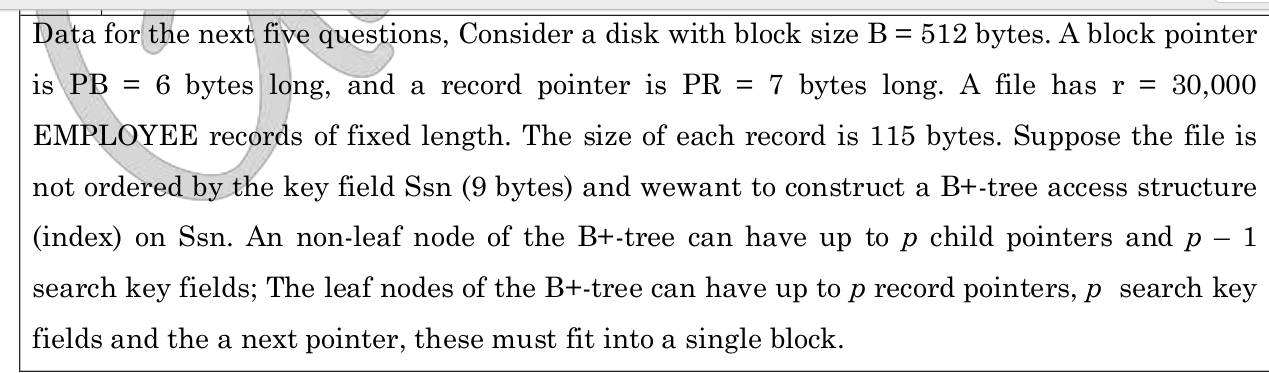 Data for the next five questions, Consider a disk with block size B = 512 bytes. A block pointer
is PB = 6 bytes long, and a record pointer is PR = 7 bytes long. A file has r = 30,000
EMPLOYEE records of fixed length. The size of each record is 115 bytes. Suppose the file is
not ordered by the key field Ssn (9 bytes) and wewant to construct a B+-tree access structure
(index) on Ssn. An non-leaf node of the B+-tree can have up to p child pointers and p – 1
search key fields; The leaf nodes of the B+-tree can have up to p record pointers, p search key
fields and the a next pointer, these must fit into a single block.